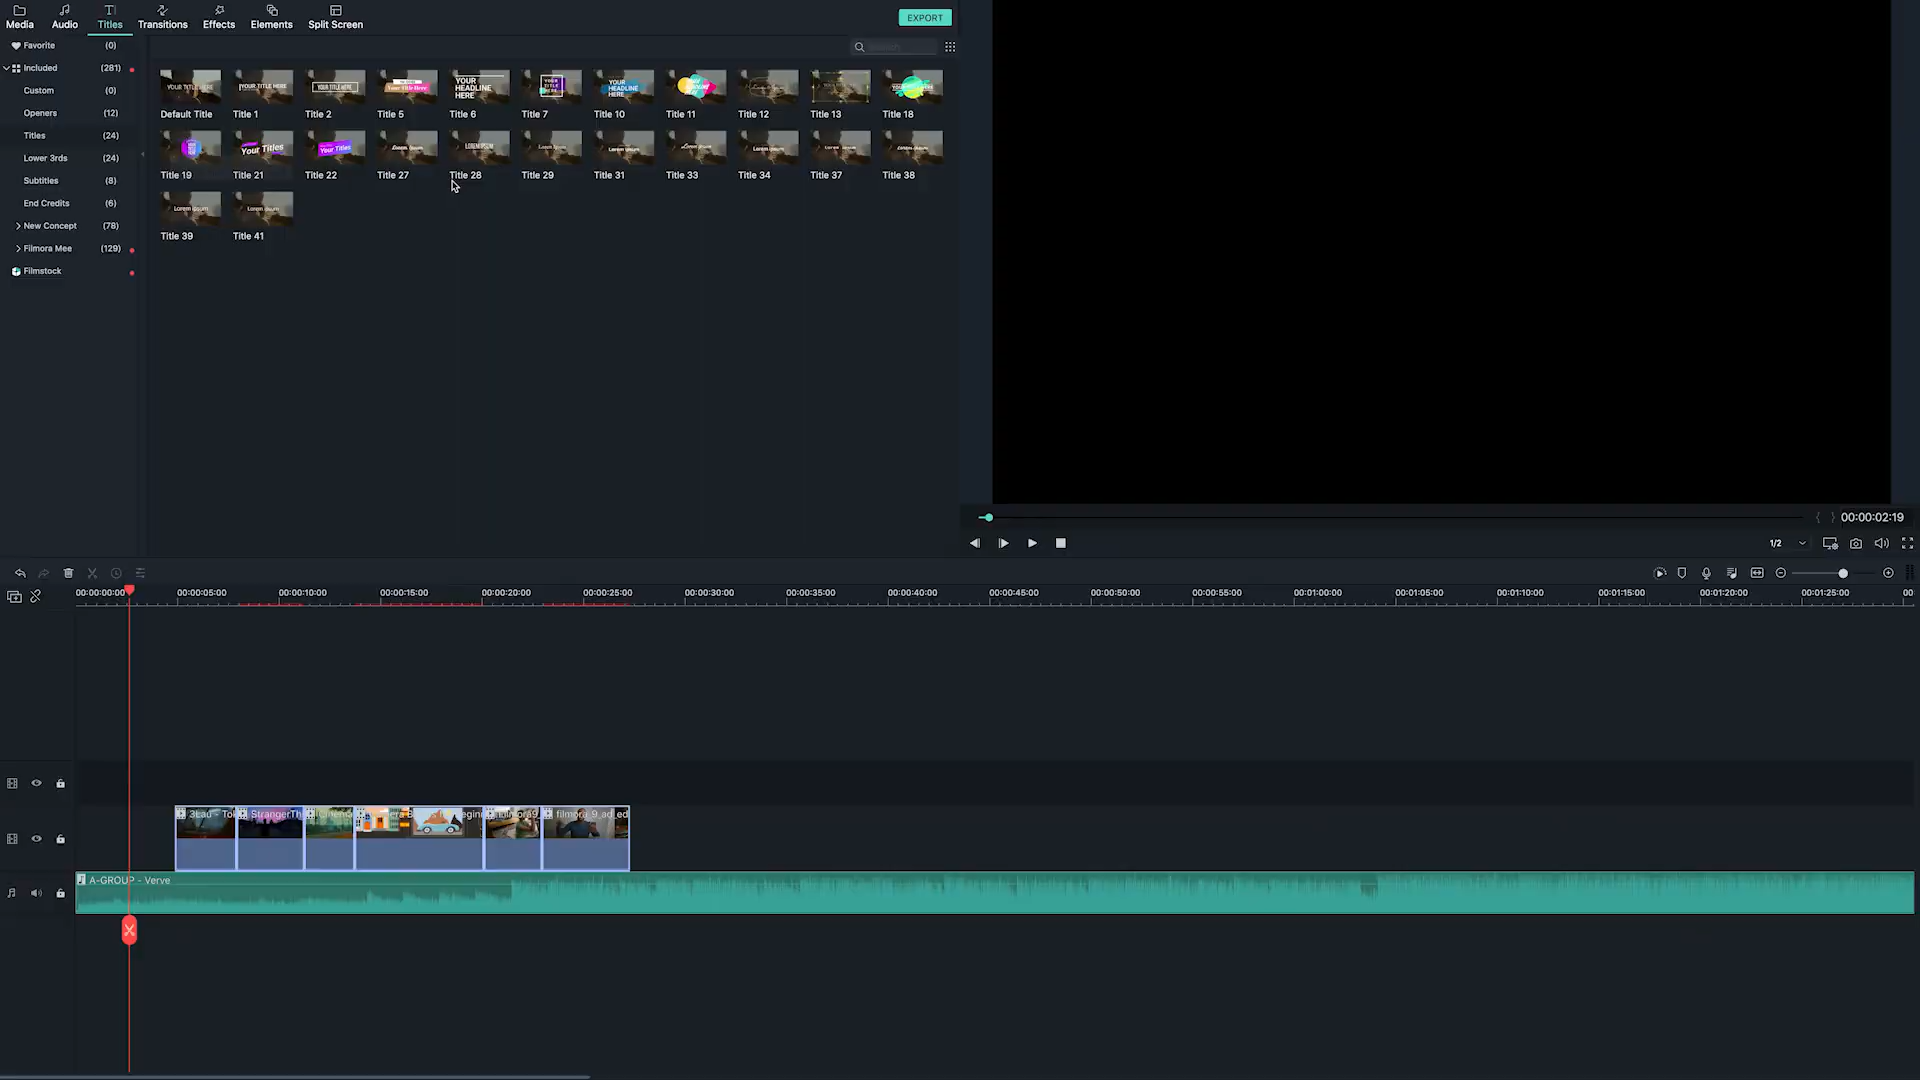 Media Audio Titles Transitions Effects Elements Split Screen EXPORT
Favorite (0)
Included (281)
Custom (0)
Openers (12)
Titles (24)
Lower 3rds (24)
Subtitles (8)
End Credits (6)
New Concept (78)
Filmora Mee (129)
Filmstock
YOUR TITLE HERE YOUR TITLE HERE YOUR TITLE HERE Your Title Here YOUR HEADLINE HERE YOUR TITLE HERE YOUR HEADLINE HERE
Default Title Title 1 Title 2 Title 5 Title 6 Title 7 Title 10 Title 11 Title 12 Title 13 Title 18
Your Titles Your Titles Lorem Ipsum LOREM IPSUM Lorem Ipsum Lorem Ipsum Lorem Ipsum Lorem Ipsum Lorem Ipsum Lorem Ipsum
Title 19 Title 21 Title 22 Title 27 Title 28 Title 29 Title 31 Title 33 Title 34 Title 37 Title 38
Lorem Ipsum Lorem Ipsum
Title 39 Title 41
{ } 00:00:02:19
1/2
00:00:00:00 00:00:05:00 00:00:10:00 00:00:15:00 00:00:20:00 00:00:25:00 00:00:30:00 00:00:35:00 00:00:40:00 00:00:45:00 00:00:50:00 00:00:55:00 00:01:00:00 00:01:05:00 00:01:10:00 00:01:15:00 00:01:20:00 00:01:25:00 00
3Lau - Tok StrangerTh Cinema filmora9_ filmora_9_ad_ed
A-GROUP - Verve